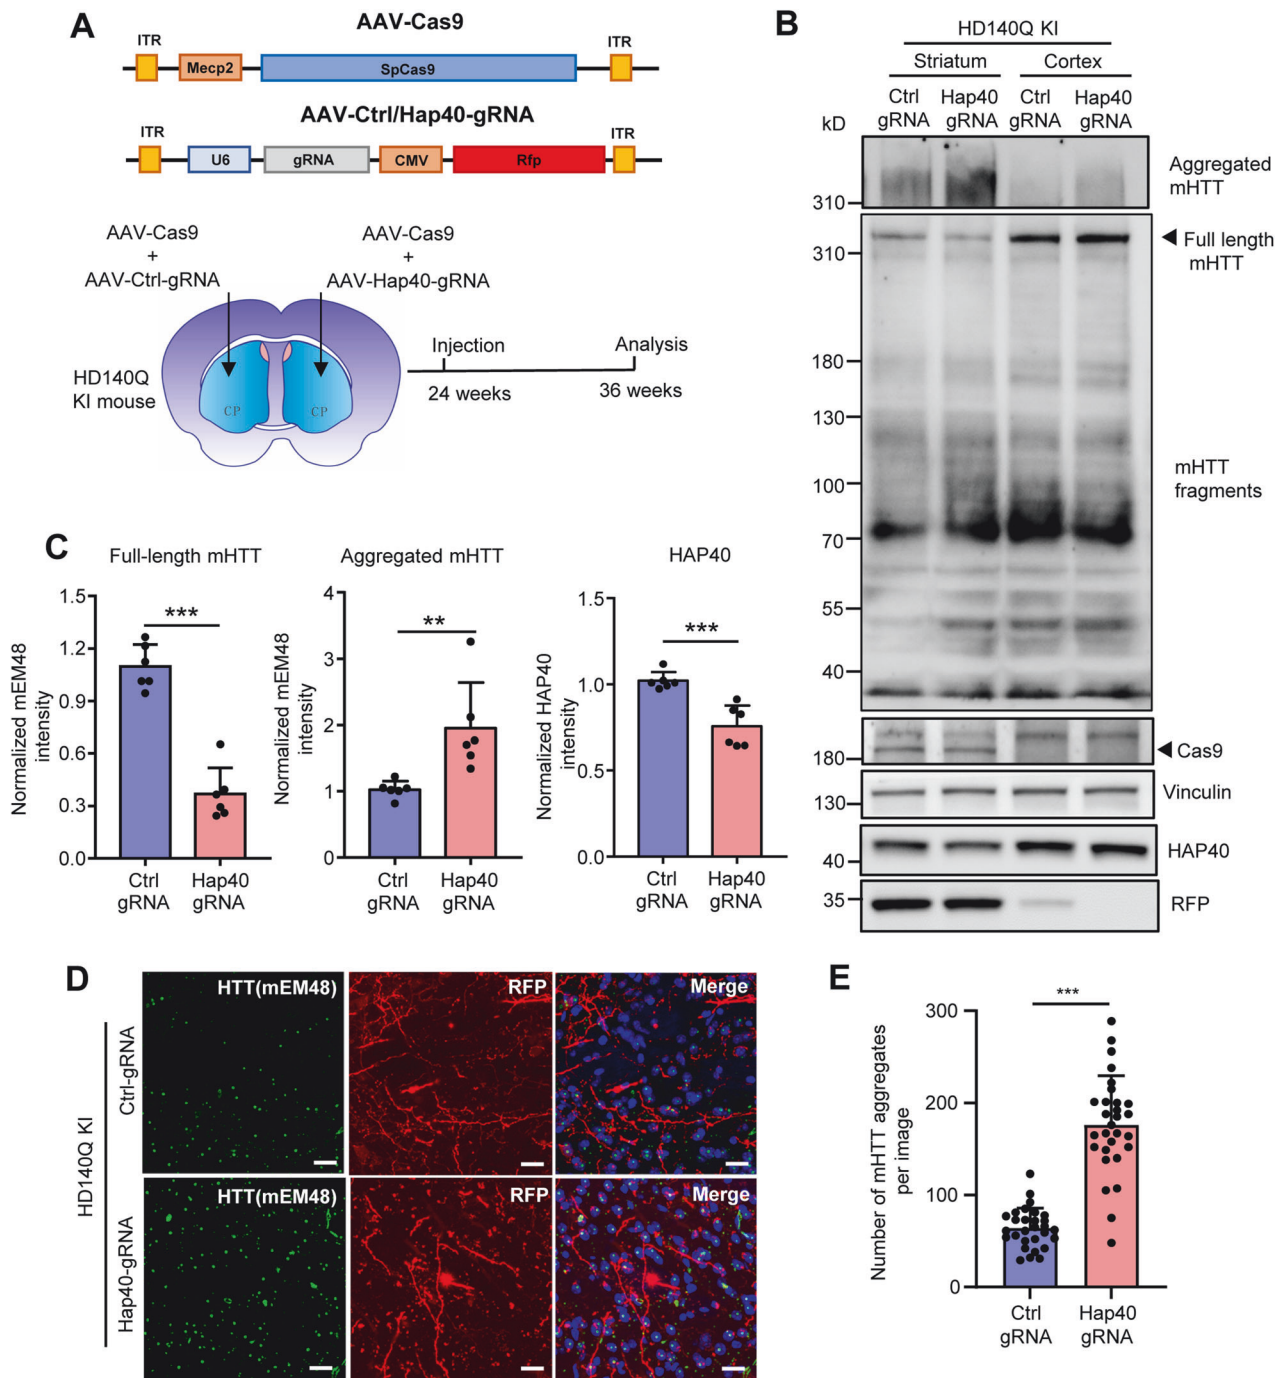 A
AAV-Cas9
ITR
ITR
Mecp2
SpCas9
AAV-Ctrl/Hap40-gRNA
ITR
ITR
U6
gRNA
CMV
Rfp
AAV-Cas9
+
AAV-Ctrl-gRNA
AAV-Cas9
+
AAV-Hap40-gRNA
HD140Q
KI mouse
CP
CP
Injection
Analysis
24 weeks
36 weeks
B
HD140Q KI
Striatum
Cortex
Ctrl
gRNA
Hap40
gRNA
Ctrl
gRNA
Hap40
gRNA
kD
310
Aggregated
mHTT
310
180
130
100
70
55
40
Full length
mHTT
mHTT
fragments
180
Cas9
130
Vinculin
40
HAP40
35
RFP
C
Full-length mHTT
Normalized mEM48
intensity
1.5
1.2
0.9
0.6
0.3
0.0
***
Ctrl
gRNA
Hap40
gRNA
Aggregated mHTT
Normalized mEM48
intensity
4
3
2
1
0
**
Ctrl
gRNA
Hap40
gRNA
HAP40
Normalized HAP40
intensity
1.5
1.0
0.5
0.0
***
Ctrl
gRNA
Hap40
gRNA
D
HD140Q KI
Ctrl-gRNA
HTT(mEM48)
RFP
Merge
Hap40-gRNA
HTT(mEM48)
RFP
Merge
E
Number of mHTT aggregates
per image
300
200
100
0
***
Ctrl
gRNA
Hap40
gRNA